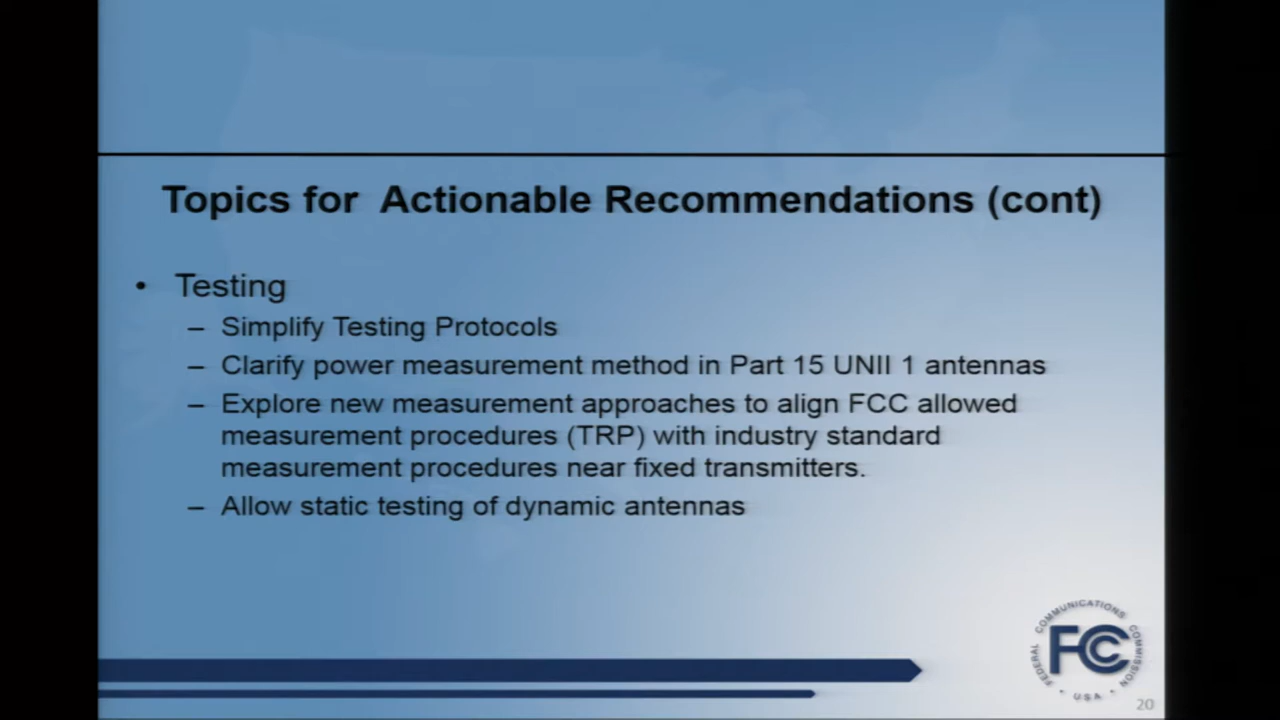 Topics for Actionable Recommendations (cont)
• Testing
– Simplify Testing Protocols
– Clarify power measurement method in Part 15 UNII 1 antennas
– Explore new measurement approaches to align FCC allowed
measurement procedures (TRP) with industry standard
measurement procedures near fixed transmitters.
– Allow static testing of dynamic antennas
FEDERAL COMMUNICATIONS COMMISSION
FCC
• USA •
20